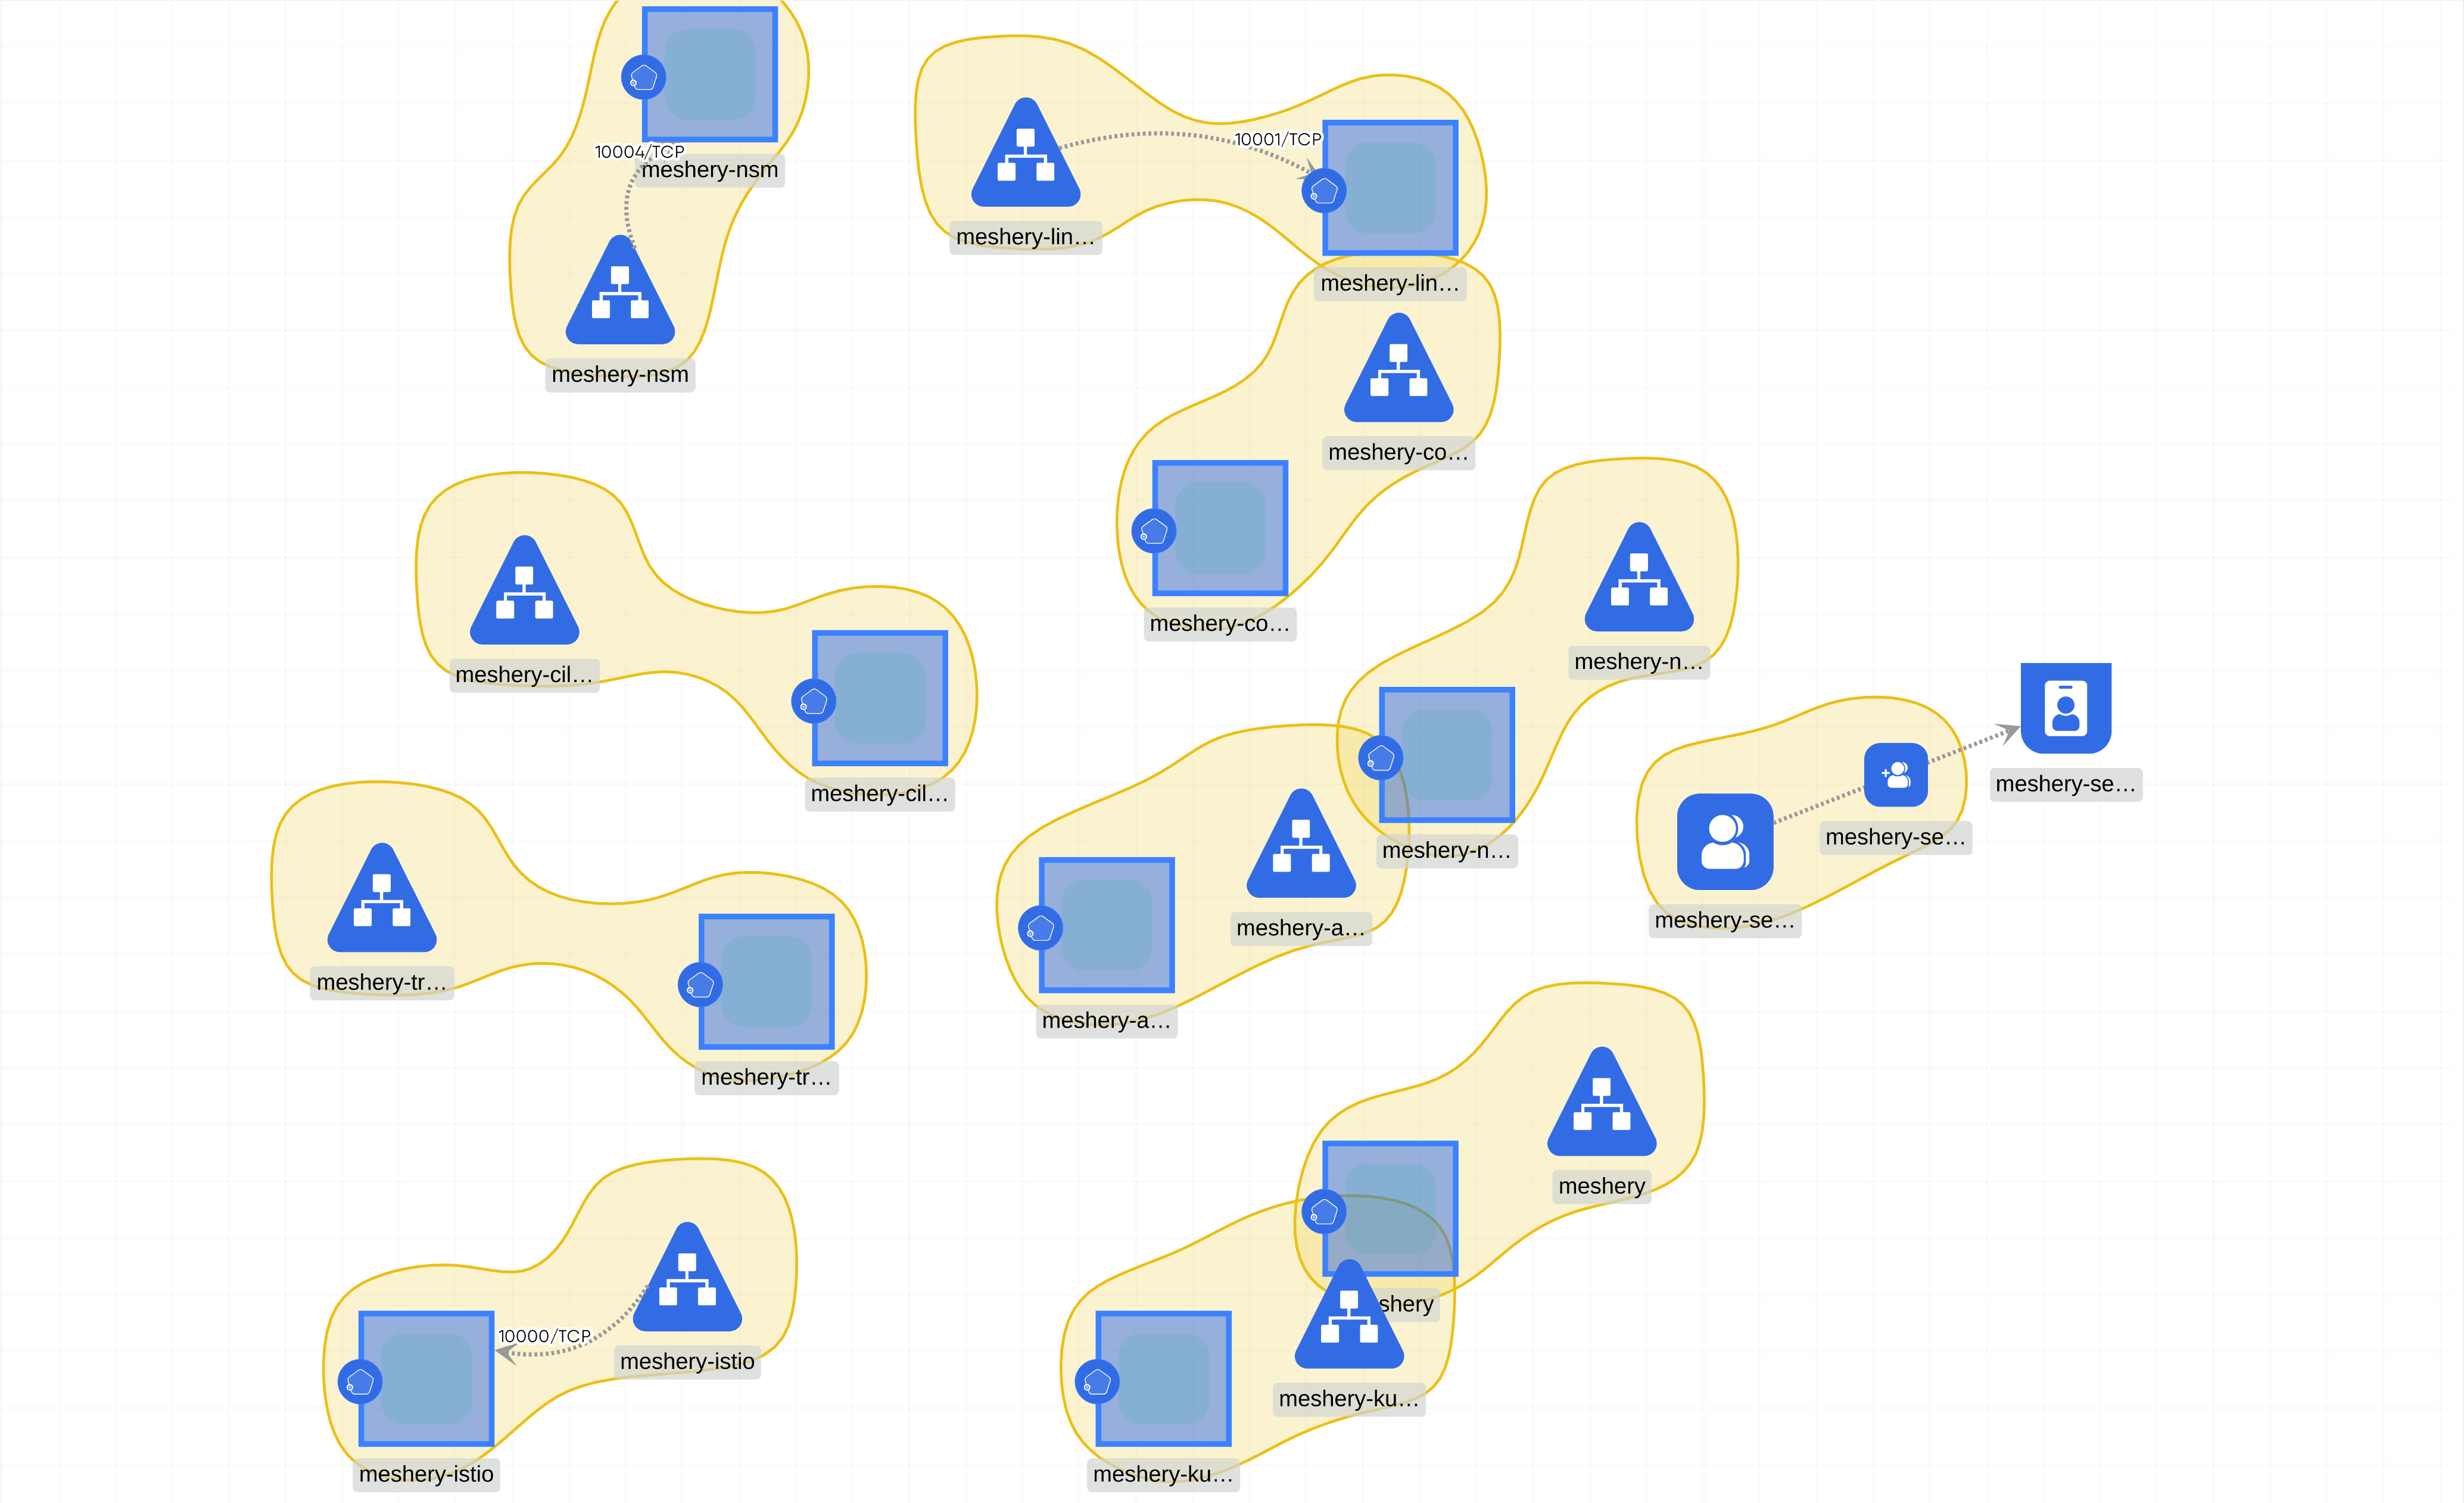 10004/TCP
meshery-nsm
meshery-nsm
10001/TCP
meshery-lin…
meshery-lin…
meshery-co…
meshery-co…
meshery-cil…
meshery-cil…
meshery-n…
meshery-n…
meshery-se…
meshery-se…
meshery-se…
meshery-a…
meshery-a…
meshery-tr…
meshery-tr…
meshery
shery
meshery-ku…
meshery-ku…
10000/TCP
meshery-istio
meshery-istio